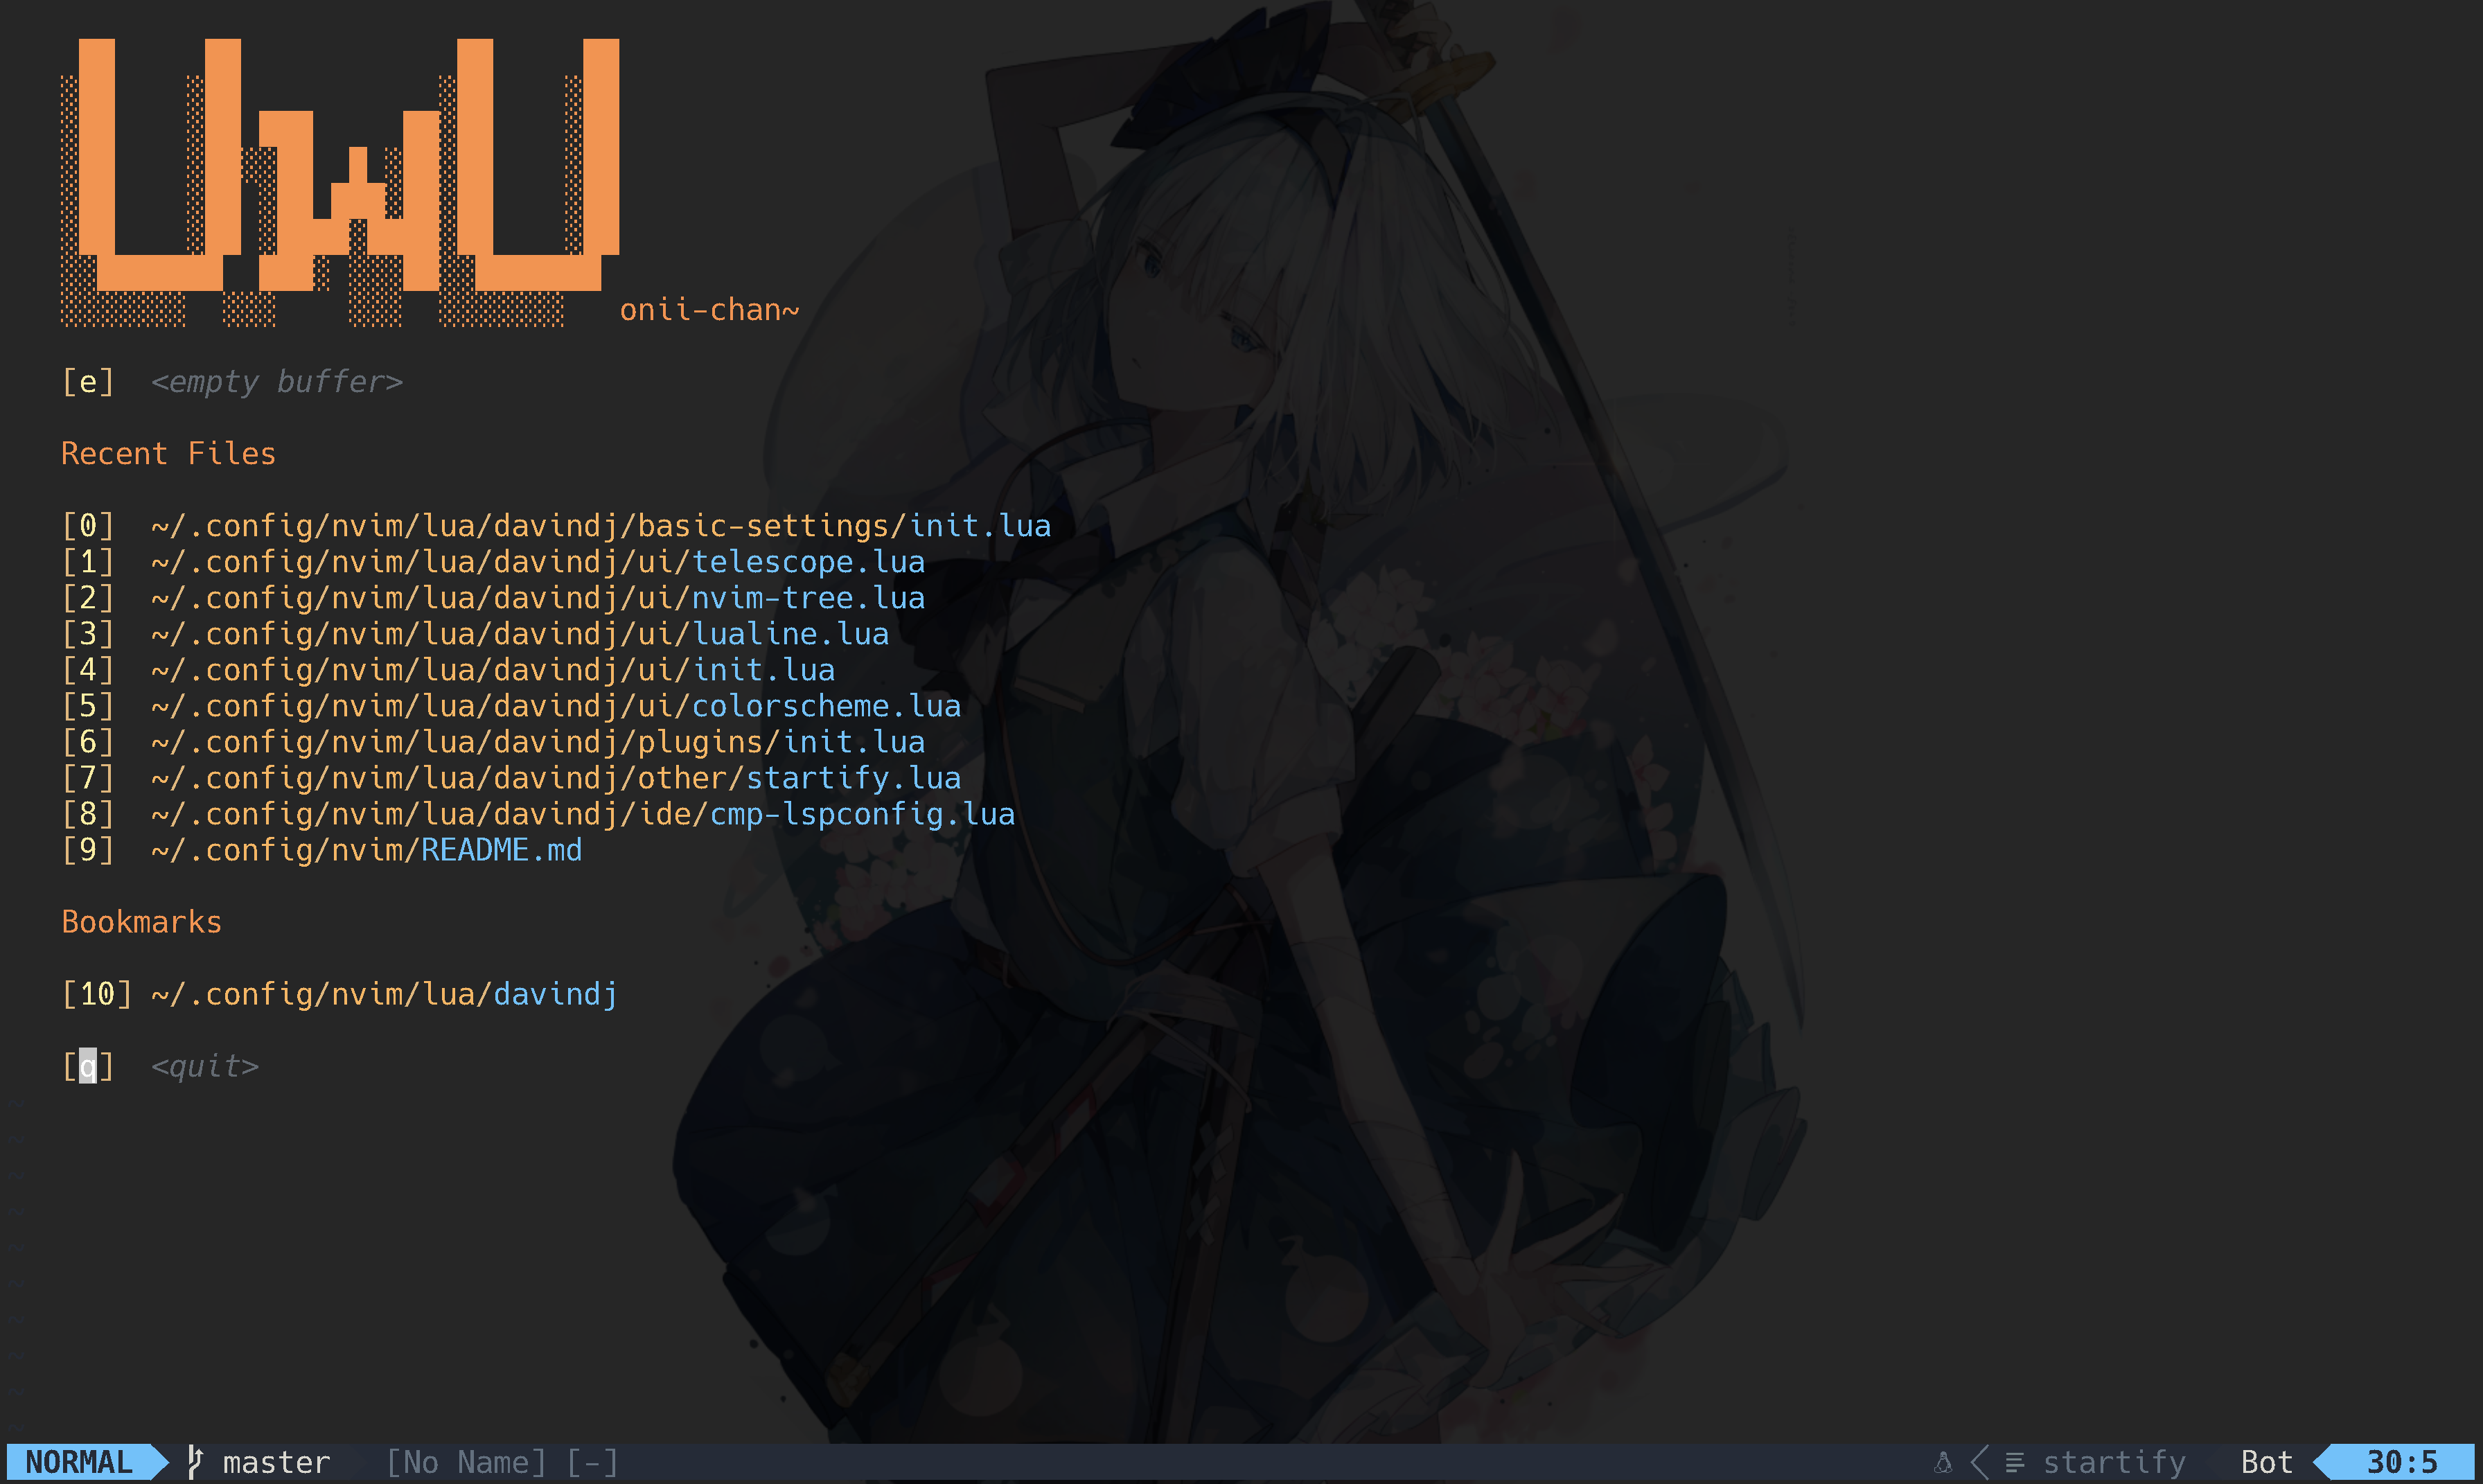 UwU
onii-chan~
[e]  <empty buffer>
Recent Files
[0]  ~/.config/nvim/lua/davindj/basic-settings/init.lua
[1]  ~/.config/nvim/lua/davindj/ui/telescope.lua
[2]  ~/.config/nvim/lua/davindj/ui/nvim-tree.lua
[3]  ~/.config/nvim/lua/davindj/ui/lualine.lua
[4]  ~/.config/nvim/lua/davindj/ui/init.lua
[5]  ~/.config/nvim/lua/davindj/ui/colorscheme.lua
[6]  ~/.config/nvim/lua/davindj/plugins/init.lua
[7]  ~/.config/nvim/lua/davindj/other/startify.lua
[8]  ~/.config/nvim/lua/davindj/ide/cmp-lspconfig.lua
[9]  ~/.config/nvim/README.md
Bookmarks
[10] ~/.config/nvim/lua/davindj
[q]  <quit>
~
~
~
~
~
~
~
~
~
~
NORMAL master [No Name] [-] startify Bot 30:5